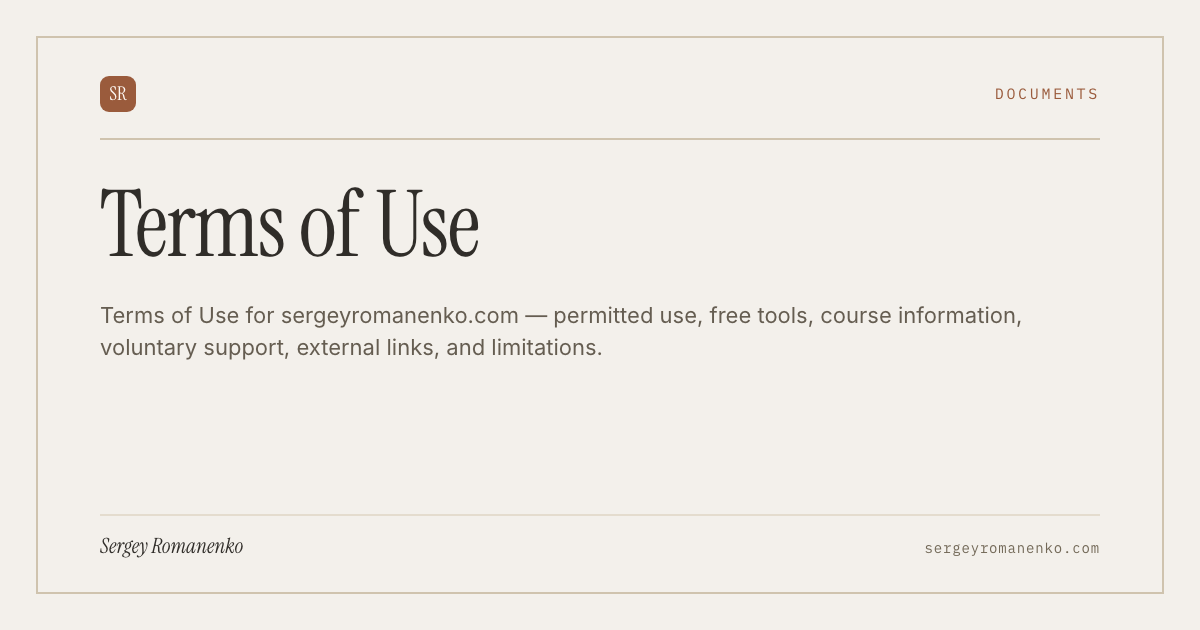 SR
DOCUMENTS
Terms of Use
Terms of Use for sergeyromanenko.com — permitted use, free tools, course information,
voluntary support, external links, and limitations.
Sergey Romanenko
sergeyromanenko.com